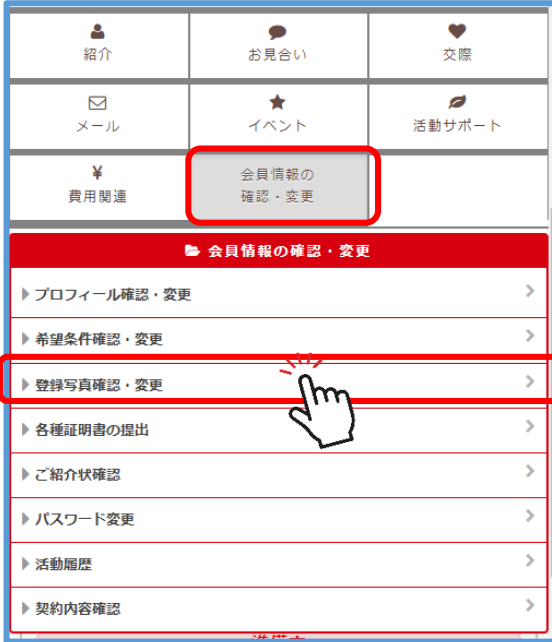 紹介
お見合い
交際
メール
イベント
活動サポート
¥
費用関連
会員情報の
確認・変更
会員情報の確認・変更
プロフィール確認・変更
希望条件確認・変更
登録写真確認・変更
各種証明書の提出
ご紹介状確認
パスワード変更
活動履歴
契約内容確認